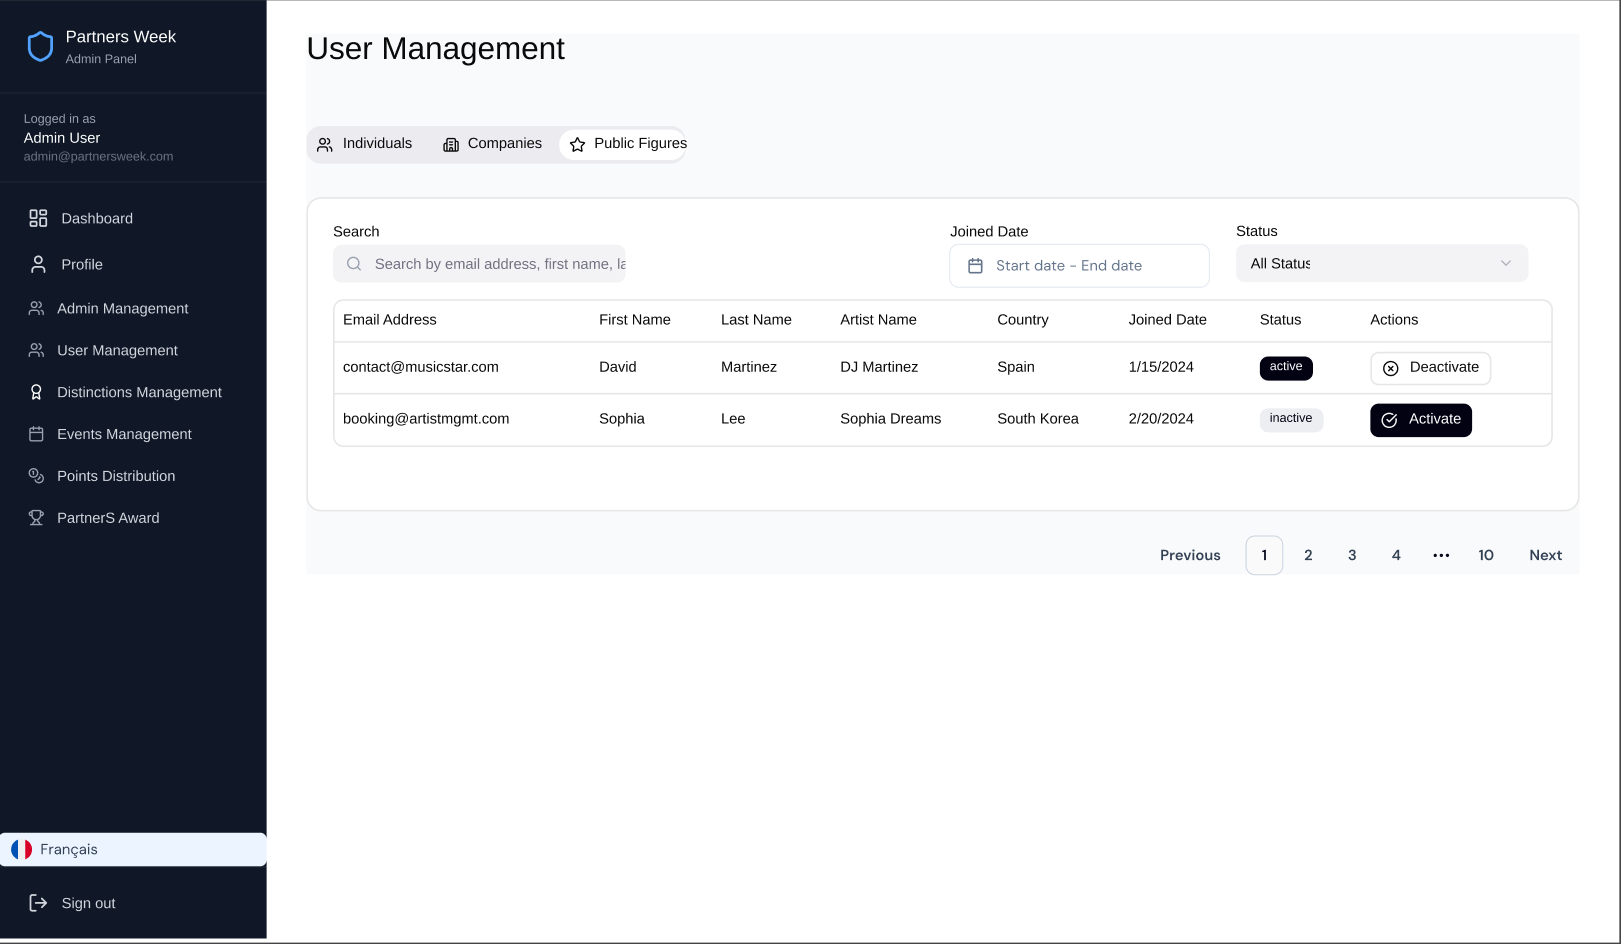 Partners Week
Admin Panel
Logged in as
Admin User
admin@partnersweek.com
Dashboard
Profile
Admin Management
User Management
Distinctions Management
Events Management
Points Distribution
PartnerS Award
Français
Sign out
User Management
Individuals Companies Public Figures
Search Joined Date Status
Search by email address, first name, la Start date - End date All Status
Email Address First Name Last Name Artist Name Country Joined Date Status Actions
contact@musicstar.com David Martinez DJ Martinez Spain 1/15/2024 active Deactivate
booking@artistmgmt.com Sophia Lee Sophia Dreams South Korea 2/20/2024 inactive Activate
Previous 1 2 3 4 ... 10 Next